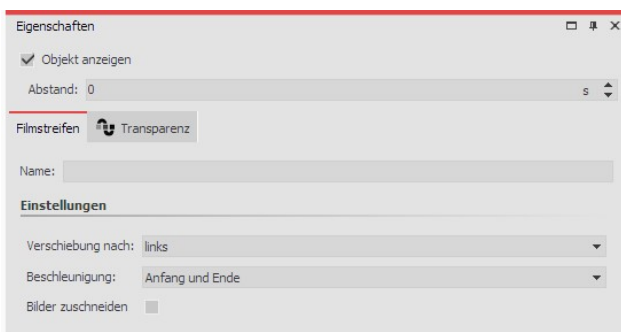 Eigenschaften
Objekt anzeigen
Abstand: 0 s
Filmstreifen Transparenz
Name:
Einstellungen
Verschiebung nach: links
Beschleunigung: Anfang und Ende
Bilder zuschneiden